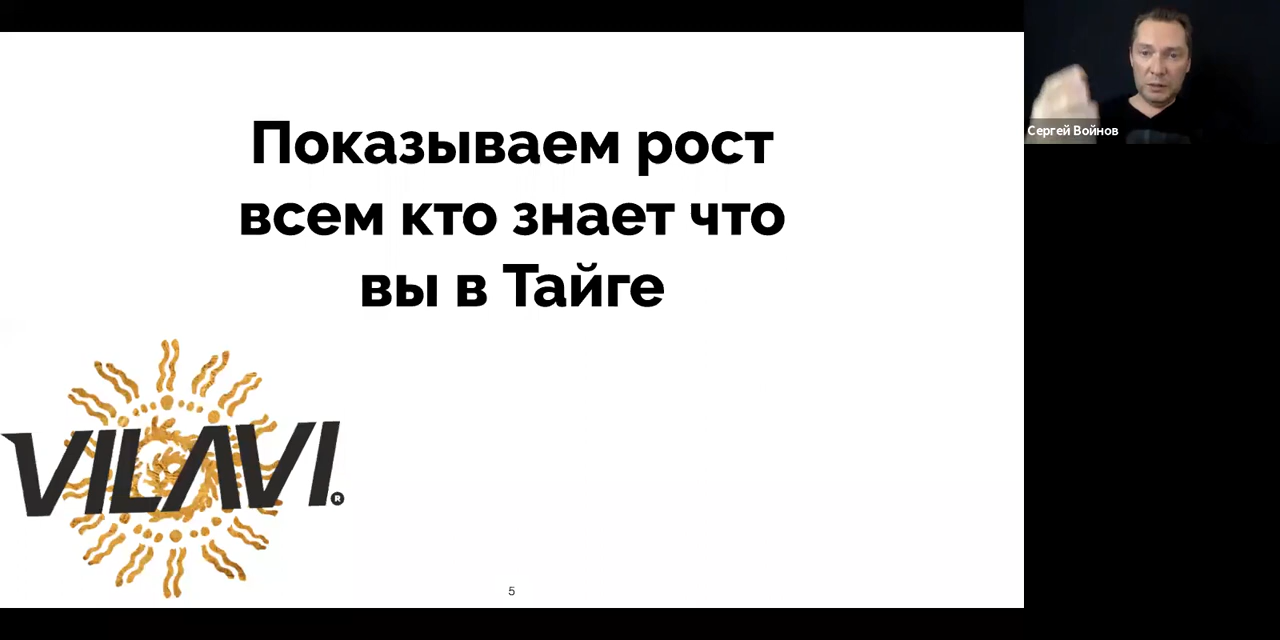 Показываем рост
всем кто знает что
вы в Тайге
VILAVI
®
5
Сергей Войнов